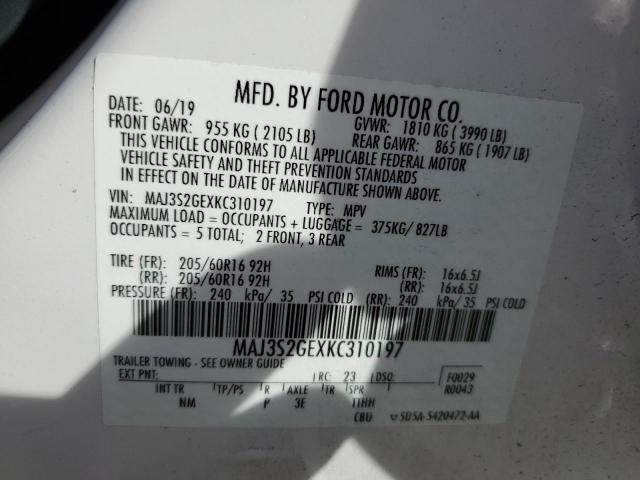 MFD. BY FORD MOTOR CO.
DATE: 06/19
FRONT GAWR: 955 KG ( 2105 LB) GVWR: 1810 KG ( 3990 LB)
REAR GAWR: 865 KG ( 1907 LB)
THIS VEHICLE CONFORMS TO ALL APPLICABLE FEDERAL MOTOR
VEHICLE SAFETY AND THEFT PREVENTION STANDARDS
IN EFFECT ON THE DATE OF MANUFACTURE SHOWN ABOVE.
VIN: MAJ3S2GEXKC310197 TYPE: MPV
MAXIMUM LOAD = OCCUPANTS + LUGGAGE = 375KG/ 827LB
OCCUPANTS = 5 TOTAL; 2 FRONT, 3 REAR
TIRE (FR): 205/60R16 92H RIMS (FR): 16x6.5J
(RR): 205/60R16 92H (RR): 16x6.5J
PRESSURE (FR): 240 kPa/ 35 PSI COLD (RR): 240 kPa/ 35 PSI COLD
MAJ3S2GEXKC310197
TRAILER TOWING - SEE OWNER GUIDE
EXT PNT: RC: 23 DSO: F0029
R0043
INT TR TP/PS R AXLE TR SPR
NM P 3E 11HH
CBU 5U5A-5420472-AA